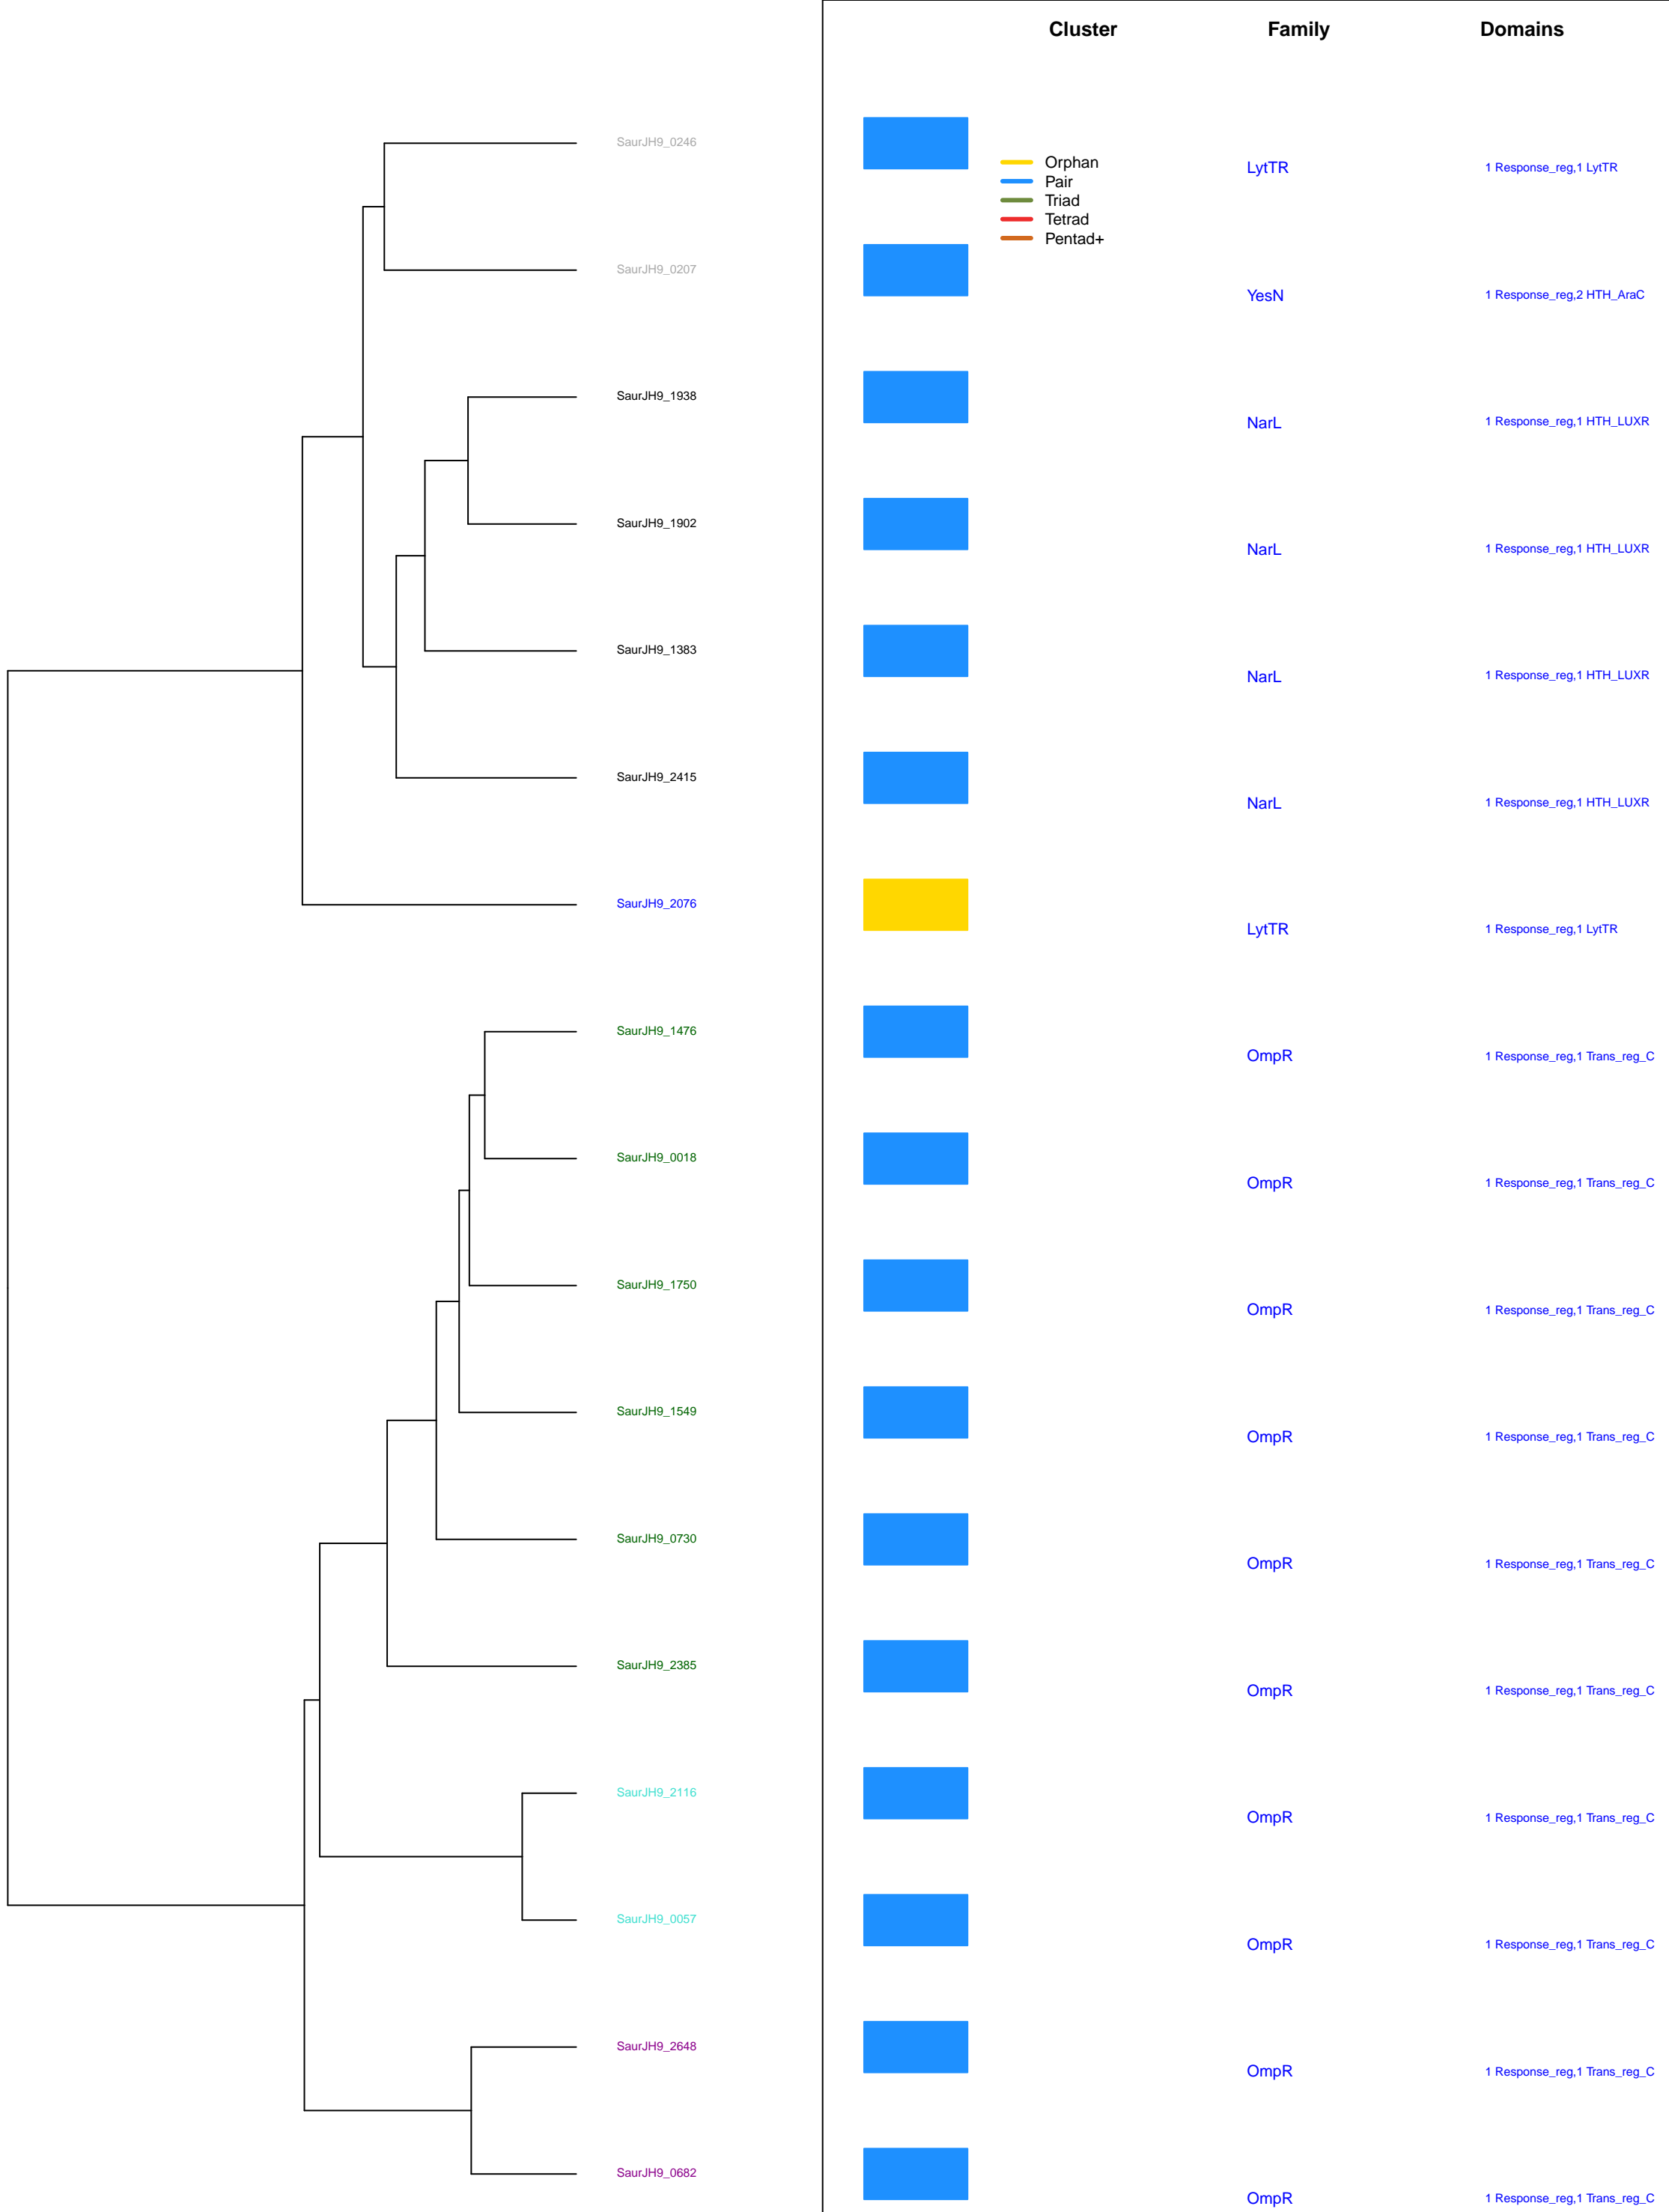 Cluster Family Domains
SaurJH9_0246
Orphan
LytTR 1 Response_reg,1 LytTR
Pair
Triad
Tetrad
Pentad+
SaurJH9_0207
YesN 1 Response_reg,2 HTH_AraC
SaurJH9_1938
NarL 1 Response_reg,1 HTH_LUXR
SaurJH9_1902
NarL 1 Response_reg,1 HTH_LUXR
SaurJH9_1383
NarL 1 Response_reg,1 HTH_LUXR
SaurJH9_2415
NarL 1 Response_reg,1 HTH_LUXR
SaurJH9_2076
LytTR 1 Response_reg,1 LytTR
SaurJH9_1476
OmpR 1 Response_reg,1 Trans_reg_C
SaurJH9_0018
OmpR 1 Response_reg,1 Trans_reg_C
SaurJH9_1750
OmpR 1 Response_reg,1 Trans_reg_C
SaurJH9_1549
OmpR 1 Response_reg,1 Trans_reg_C
SaurJH9_0730
OmpR 1 Response_reg,1 Trans_reg_C
SaurJH9_2385
OmpR 1 Response_reg,1 Trans_reg_C
SaurJH9_2116
OmpR 1 Response_reg,1 Trans_reg_C
SaurJH9_0057
OmpR 1 Response_reg,1 Trans_reg_C
SaurJH9_2648
OmpR 1 Response_reg,1 Trans_reg_C
SaurJH9_0682
OmpR 1 Response_reg,1 Trans_reg_C